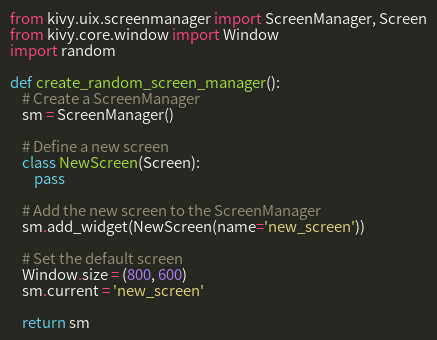 from kivy.uix.screenmanager import ScreenManager, Screen
from kivy.core.window import Window
import random

def create_random_screen_manager():
    # Create a ScreenManager
    sm = ScreenManager()

    # Define a new screen
    class NewScreen(Screen):
        pass

    # Add the new screen to the ScreenManager
    sm.add_widget(NewScreen(name='new_screen'))

    # Set the default screen
    Window.size = (800, 600)
    sm.current = 'new_screen'

    return sm